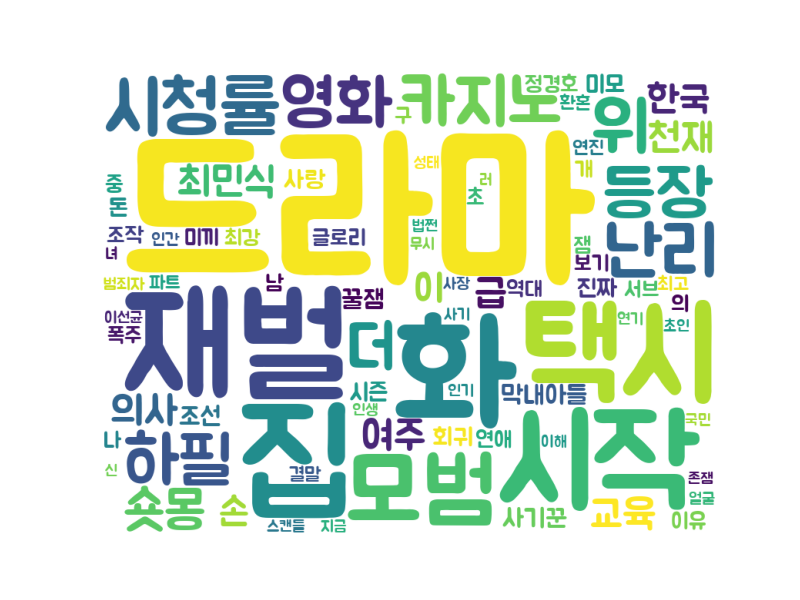 시청률 영화 카지노 정경호 미모 한국
구 환혼 위 천재
드라마
최민식 사랑 성태 러 초 연진 개 등장
중 돈
조작 인간 미끼 최강 글로리 법쩐 무시 잼 난리
녀 보기
범죄자 파트 남 꿀잼 이 사장 급 역대 진짜 서브 최고 의
이선균 폭주 재벌 더 사기 화 택시 현기 초인
의사 조선 시즌 인생 인기 막내아들
나 하필 집 여주 회귀 연애 이해 시작 국민
신 결말 모범 존잼
숏몽 손 스캔들 지금 사기꾼 교육 이유 얼굴